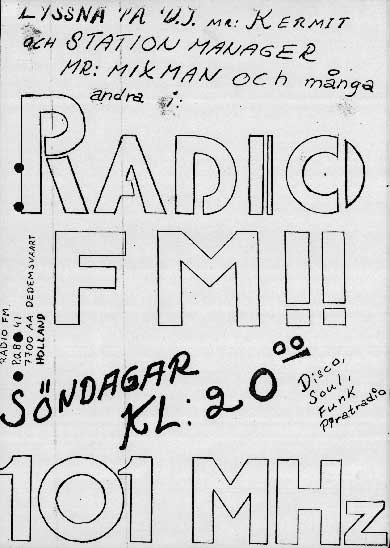 LYSSNA PÅ D.J. MR: KERMIT
OCH STATION MANAGER
MR: MIXMAN OCH många
andra i:
RADIO
FM!!
RADIO FM.
P.O. BOX 41
7700 AA DEDEMSVAART
HOLLAND
SÖNDAGAR
KL: 20⁰⁰
Disco,
Soul,
Funk
Piratradio
101 MHz